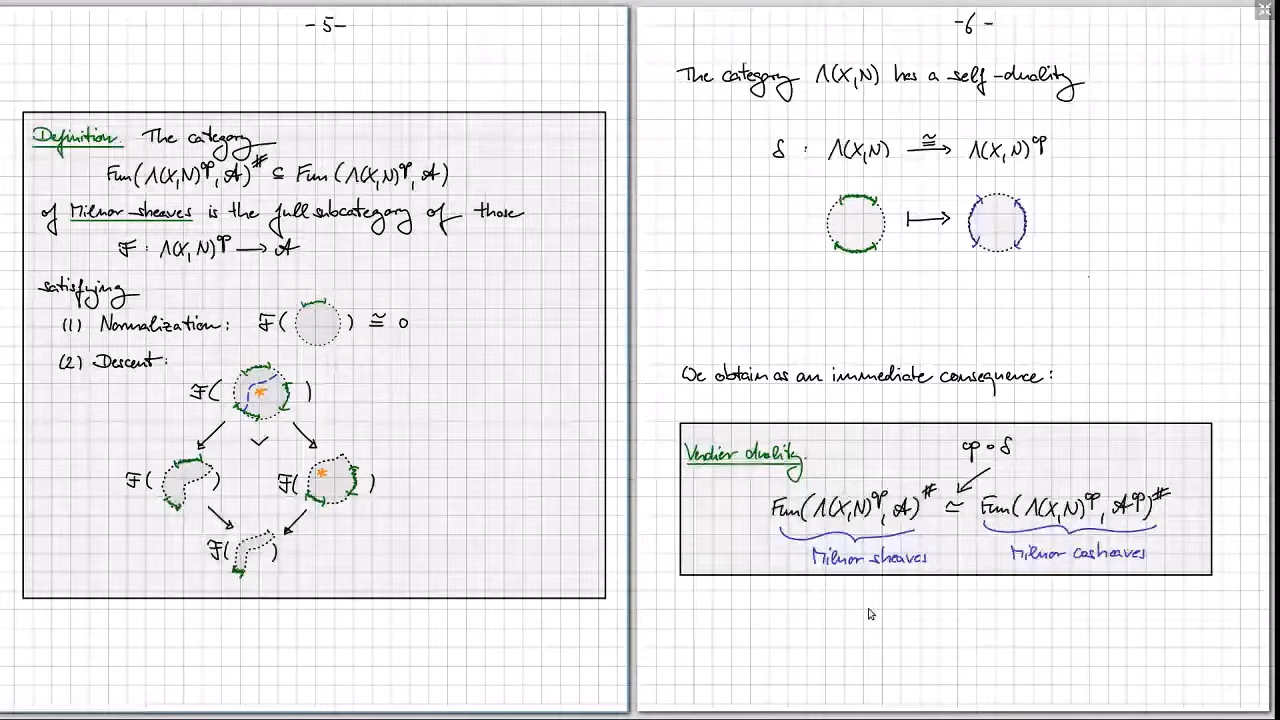 -5-
Definition. The category
Fun(Λ(X,N)^op, A)^# ⊆ Fun(Λ(X,N)^op, A)
of Milnor sheaves is the full subcategory of those
F : Λ(X,N)^op → A
satisfying
(1) Normalization: F( ) ≅ 0
(2) Descent:
F( * )
F( ) F( * )
F( )
-6-
The category Λ(X,N) has a self-duality
δ : Λ(X,N) ≅→ Λ(X,N)^op
↦
We obtain as an immediate consequence:
Verdier duality.
op ∘ δ
Fun(Λ(X,N)^op, A)^# ≃ Fun(Λ(X,N)^op, A^op)^#
Milnor sheaves Milnor cosheaves